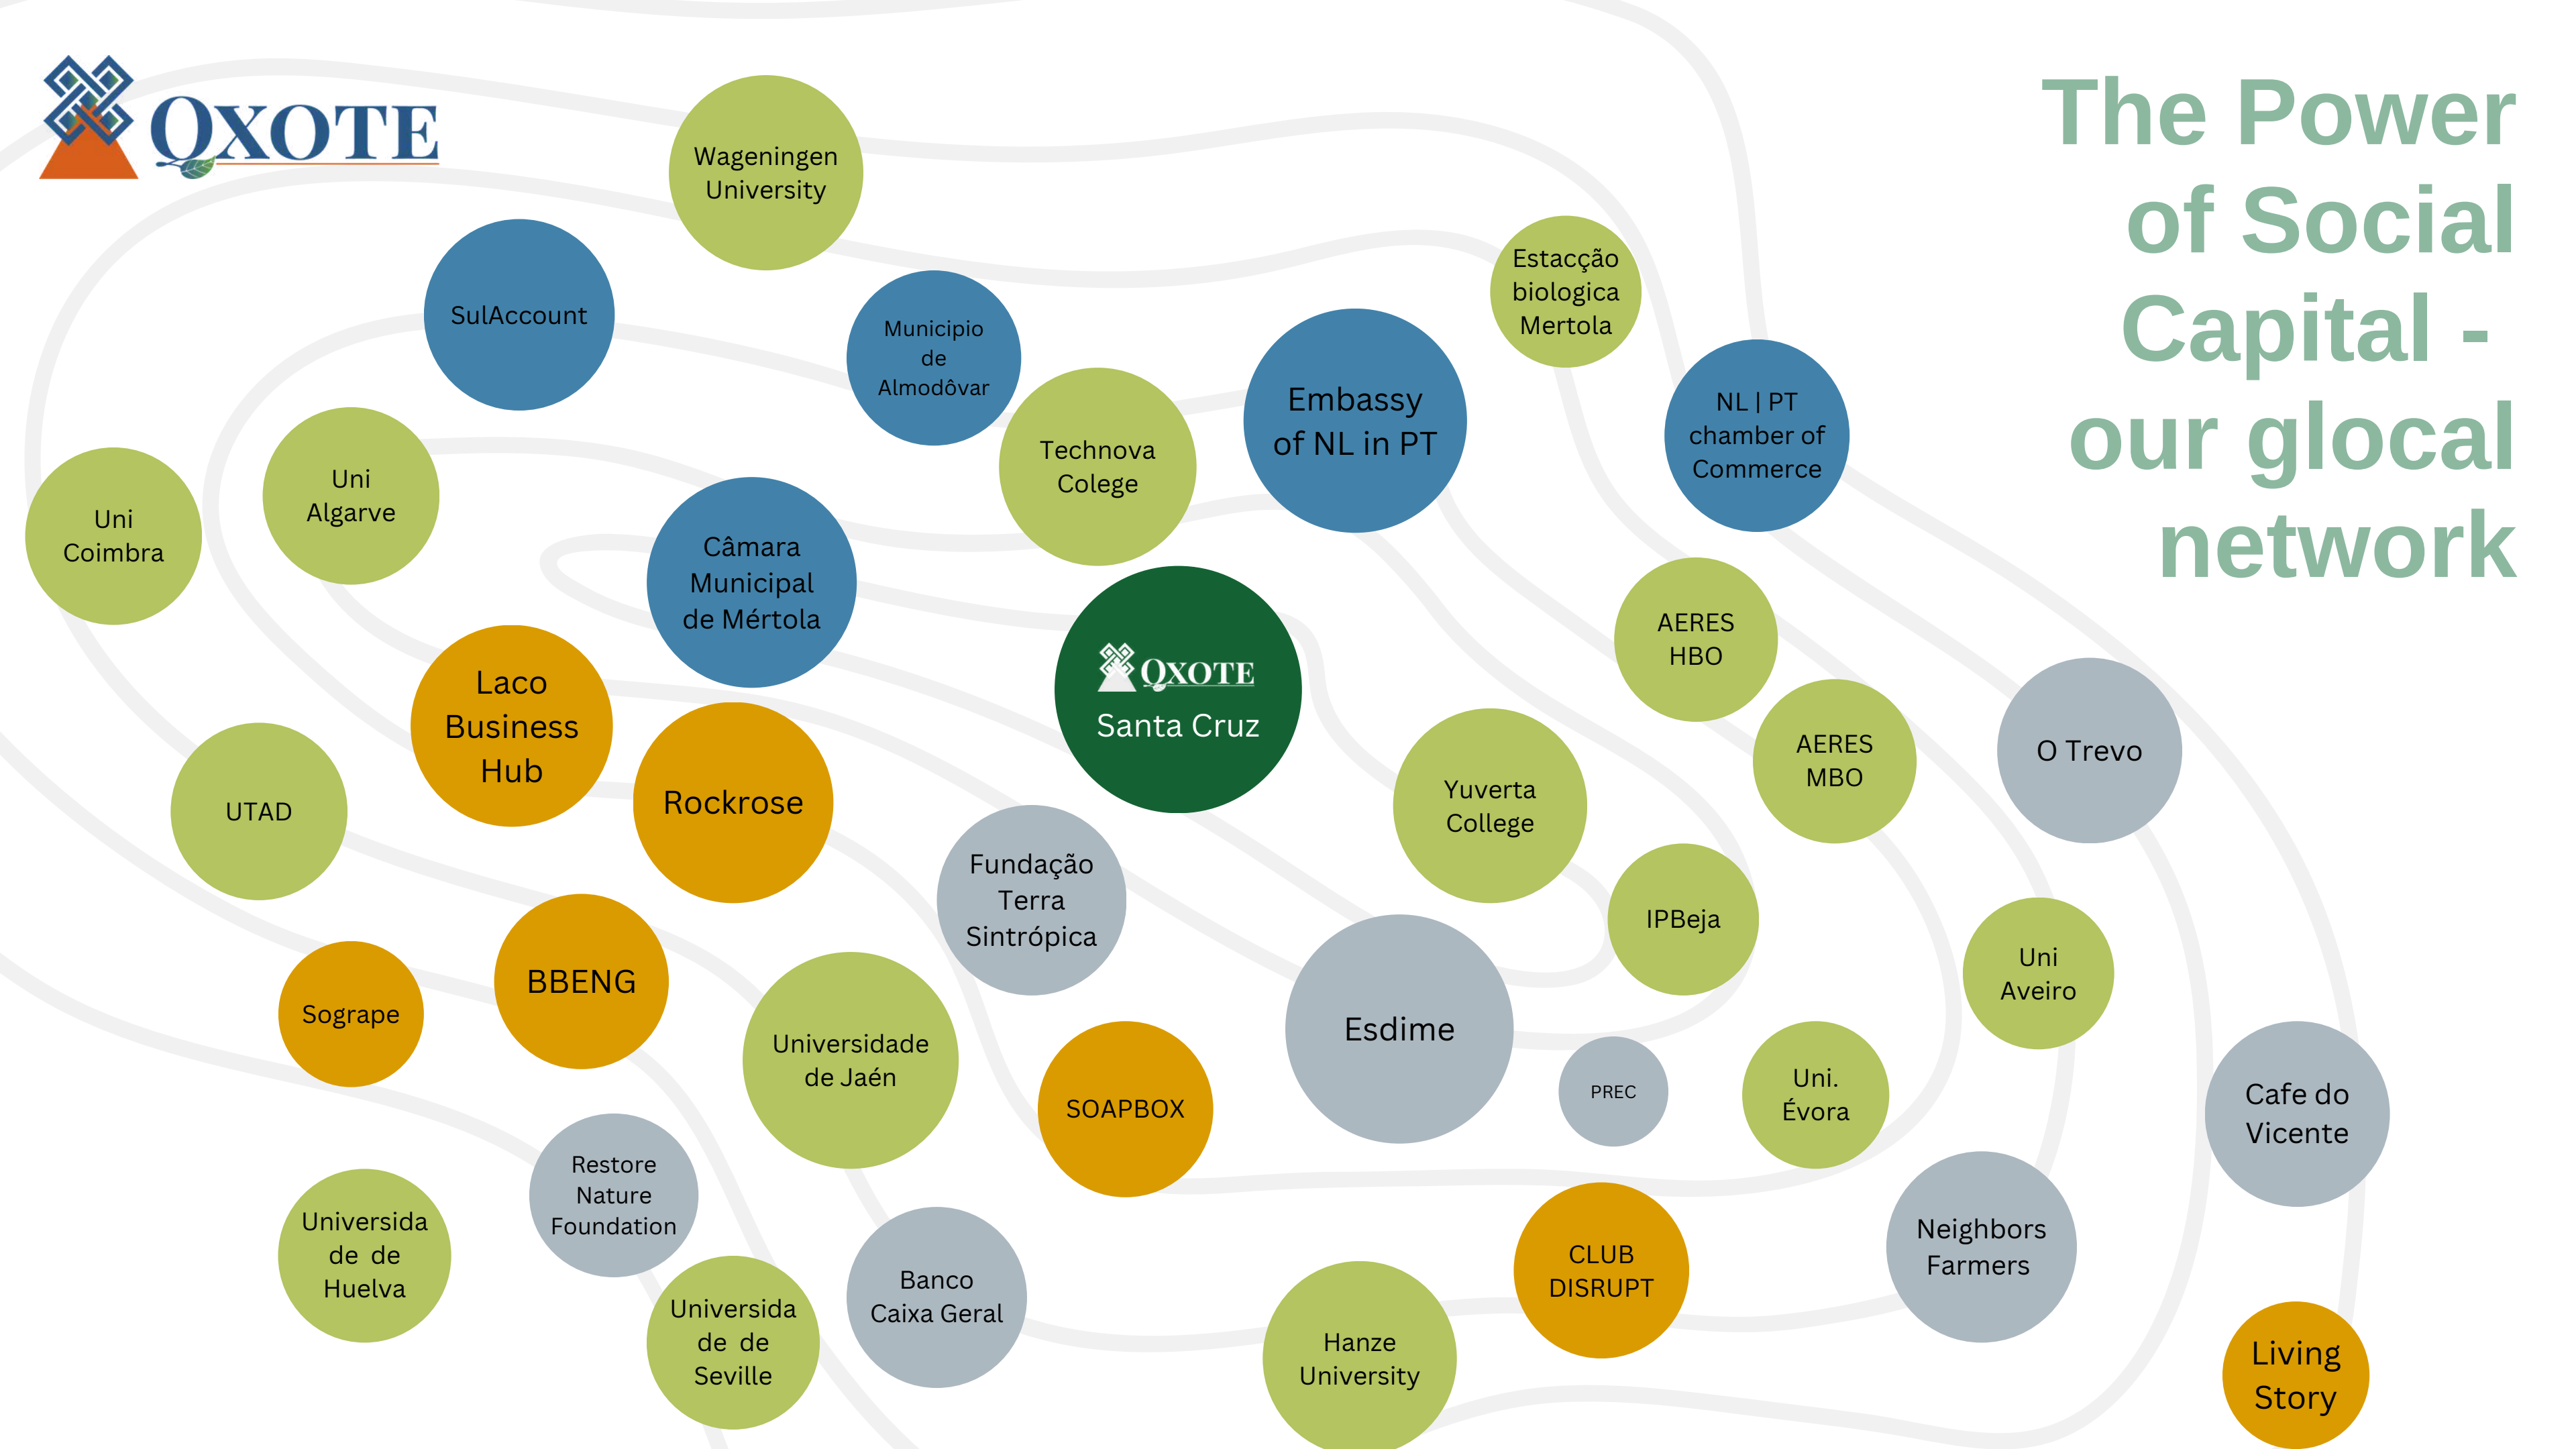 QXOTE
The Power
of Social
Capital -
our glocal
network
Wageningen
University
SulAccount
Municipio
de
Almodôvar
Estacção
biologica
Mertola
Embassy
of NL in PT
NL | PT
chamber of
Commerce
Technova
Colege
Uni
Algarve
Uni
Coimbra
Câmara
Municipal
de Mértola
QXOTE
Santa Cruz
AERES
HBO
AERES
MBO
O Trevo
Laco
Business
Hub
Rockrose
UTAD
Yuverta
College
Fundação
Terra
Sintrópica
IPBeja
BBENG
Sogrape
Universidade
de Jaén
SOAPBOX
Esdime
PREC
Uni.
Évora
Uni
Aveiro
Cafe do
Vicente
Restore
Nature
Foundation
Universida
de de
Huelva
Universida
de de
Seville
Banco
Caixa Geral
Hanze
University
CLUB
DISRUPT
Neighbors
Farmers
Living
Story